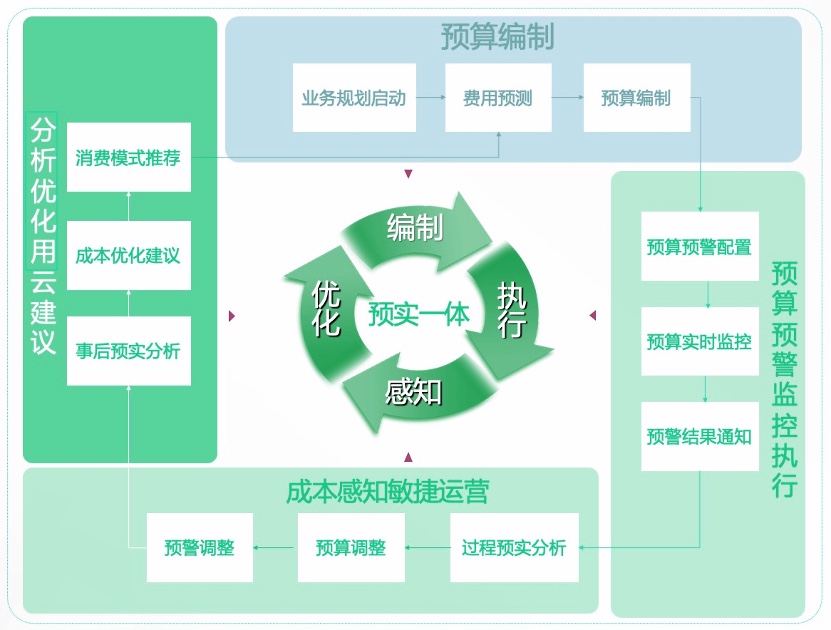 预算编制
业务规划启动
费用预测
预算编制
分析优化用云建议
消费模式推荐
成本优化建议
事后预实分析
编制
执行
感知
优化
预实一体
预算预警监控执行
预算预警配置
预算实时监控
预警结果通知
成本感知敏捷运营
预警调整
预算调整
过程预实分析